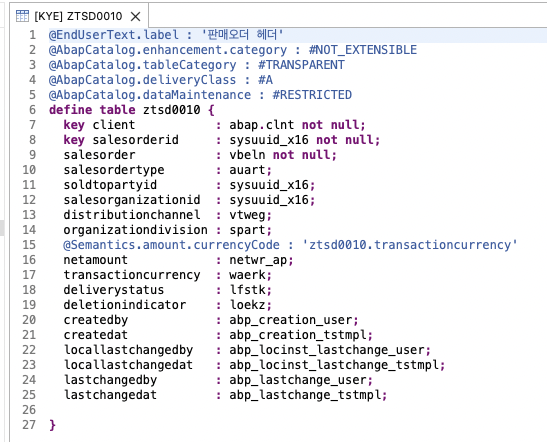 [KYE] ZTSD0010
1 @EndUserText.label : '판매오더 헤더'
2 @AbapCatalog.enhancement.category : #NOT_EXTENSIBLE
3 @AbapCatalog.tableCategory : #TRANSPARENT
4 @AbapCatalog.deliveryClass : #A
5 @AbapCatalog.dataMaintenance : #RESTRICTED
6 define table ztsd0010 {
7 key client : abap.clnt not null;
8 key salesorderid : sysuuid_x16 not null;
9 salesorder : vbeln not null;
10 salesordertype : auart;
11 soldtopartyid : sysuuid_x16;
12 salesorganizationid : sysuuid_x16;
13 distributionchannel : vtweg;
14 organizationdivision : spart;
15 @Semantics.amount.currencyCode : 'ztsd0010.transactioncurrency'
16 netamount : netwr_ap;
17 transactioncurrency : waerk;
18 deliverystatus : lfstk;
19 deletionindicator : loekz;
20 createdby : abp_creation_user;
21 createdat : abp_creation_tstmpl;
22 locallastchangedby : abp_locinst_lastchange_user;
23 locallastchangedat : abp_locinst_lastchange_tstmpl;
24 lastchangedby : abp_lastchange_user;
25 lastchangedat : abp_lastchange_tstmpl;
26
27 }